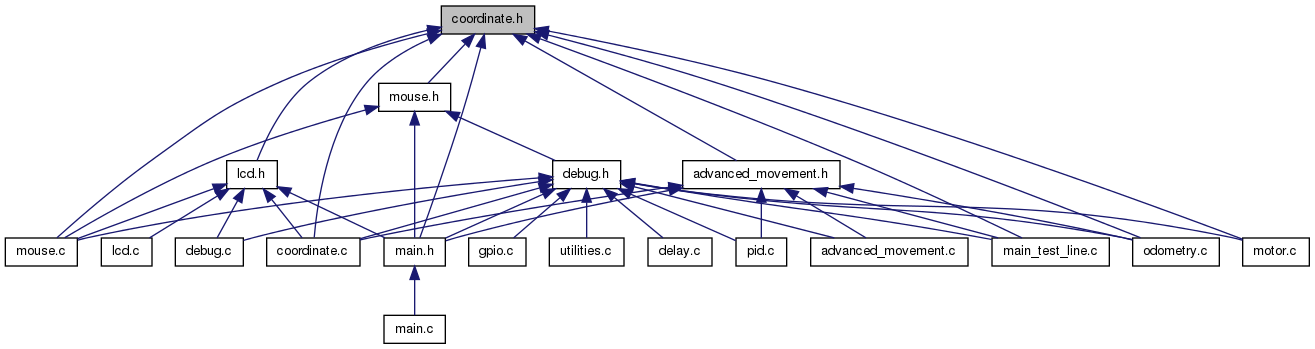 coordinate.h
mouse.h
lcd.h
debug.h
advanced_movement.h
mouse.c
lcd.c
debug.c
coordinate.c
main.h
gpio.c
utilities.c
delay.c
pid.c
advanced_movement.c
main_test_line.c
odometry.c
motor.c
main.c